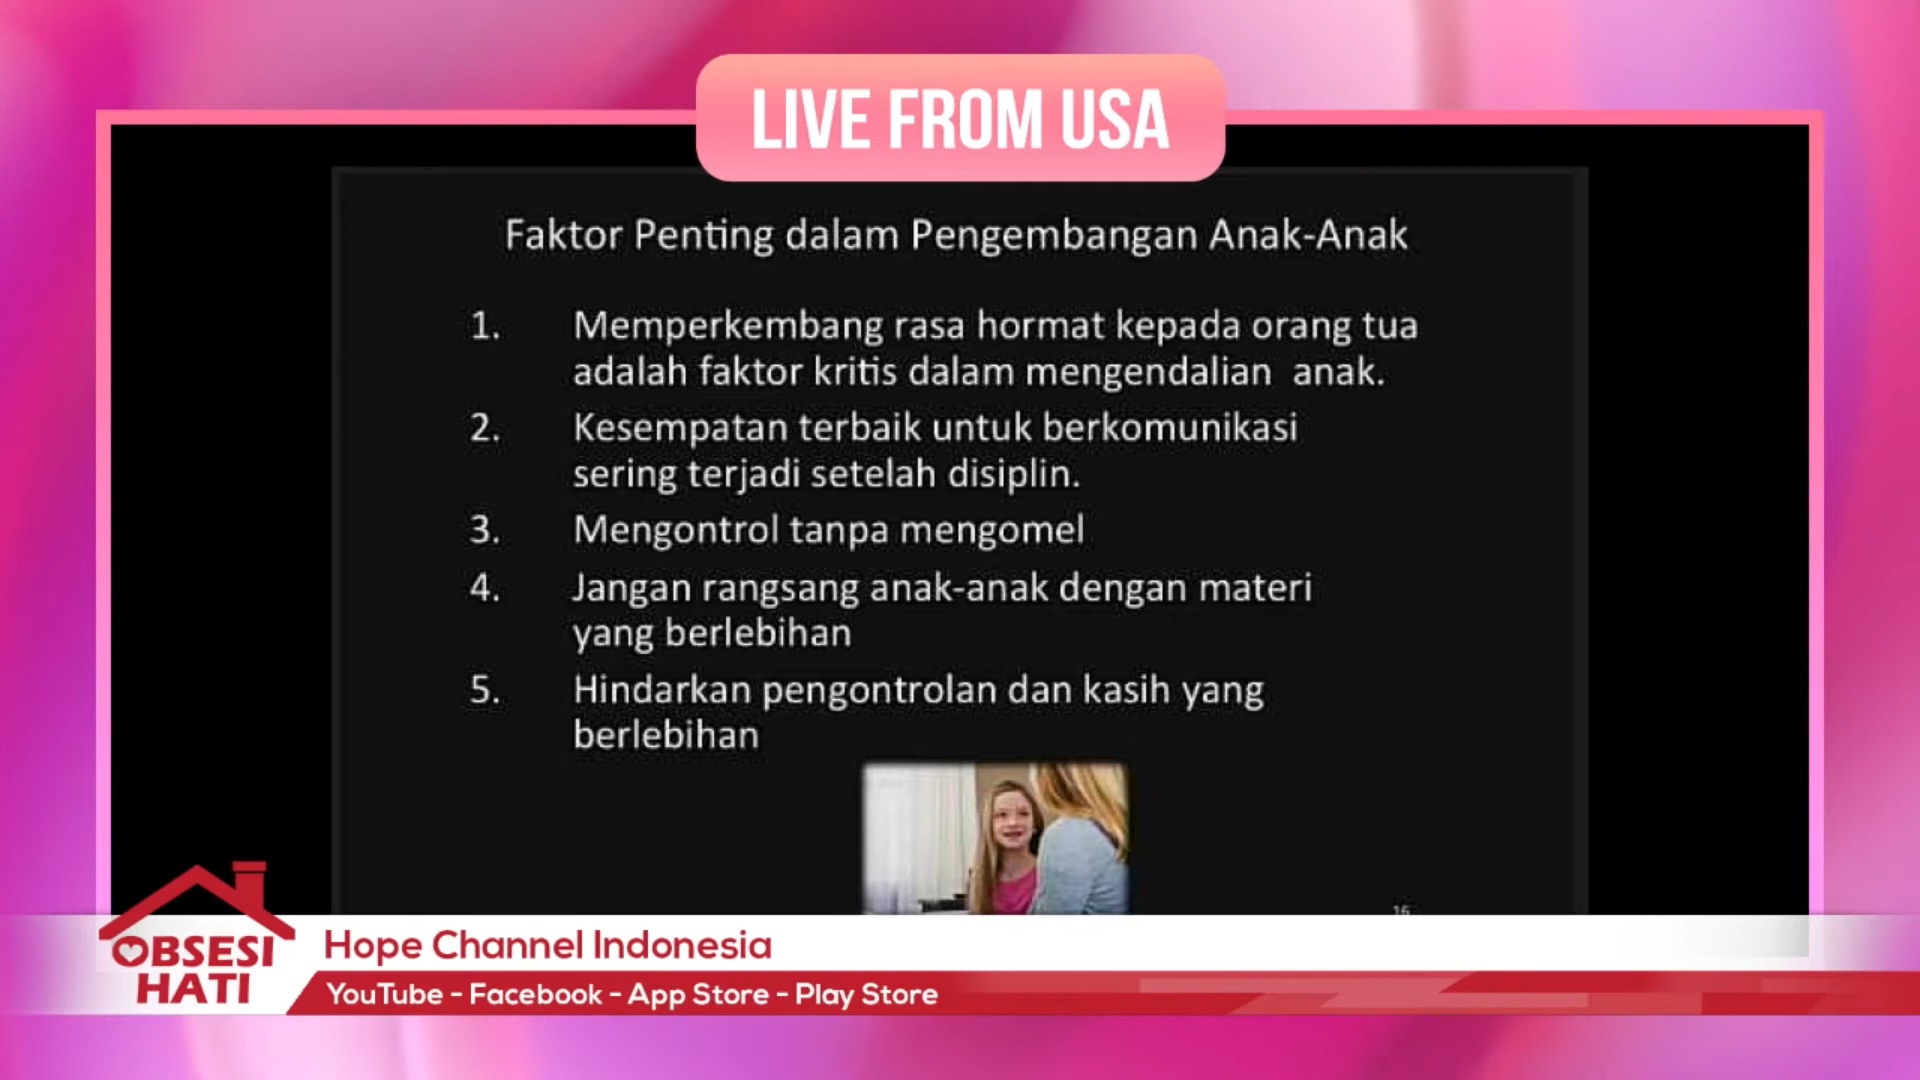 LIVE FROM USA
Faktor Penting dalam Pengembangan Anak-Anak
1. Memperkembang rasa hormat kepada orang tua
adalah faktor kritis dalam mengendalian anak.
2. Kesempatan terbaik untuk berkomunikasi
sering terjadi setelah disiplin.
3. Mengontrol tanpa mengomel
4. Jangan rangsang anak-anak dengan materi
yang berlebihan
5. Hindarkan pengontrolan dan kasih yang
berlebihan
16
OBSESI
HATI
Hope Channel Indonesia
YouTube - Facebook - App Store - Play Store